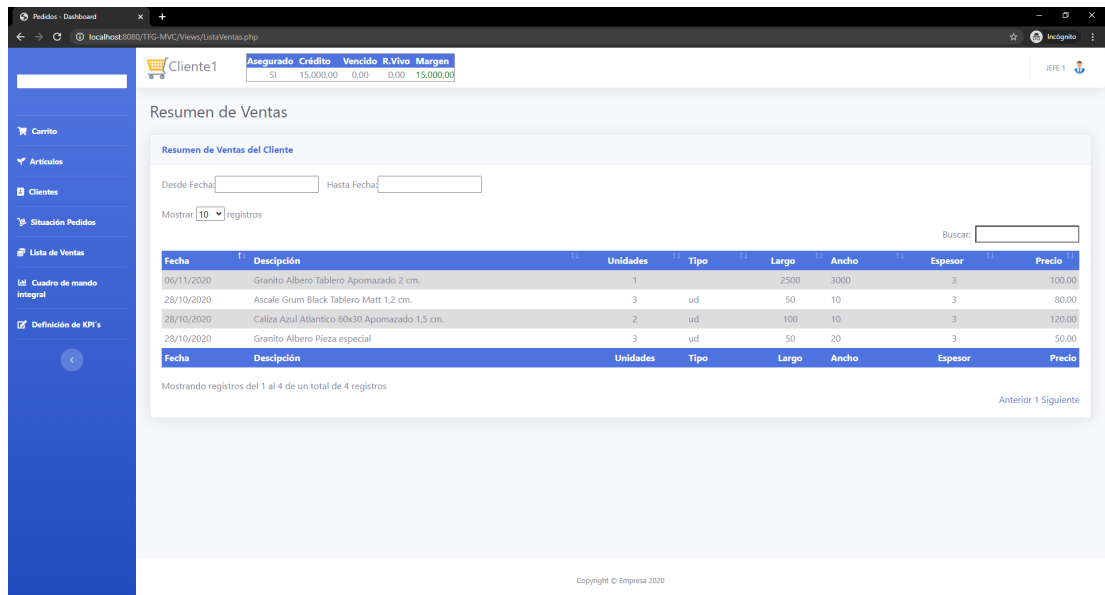 Pedidos - Dashboard
localhost:8080/TFG-MVC/Views/ListaVentas.php
Incógnito
Cliente1
Asegurado Crédito Vencido R.Vivo Margen
SI 15.000,00 0,00 0,00 15.000,00
JEFE 1
Carrito
Artículos
Clientes
Situación Pedidos
Lista de Ventas
Cuadro de mando
integral
Definición de KPI´s
Resumen de Ventas
Resumen de Ventas del Cliente
Desde Fecha: Hasta Fecha:
Mostrar 10 registros
Buscar:
Fecha Descipción Unidades Tipo Largo Ancho Espesor Precio
06/11/2020 Granito Albero Tablero Apomazado 2 cm. 1 2500 3000 3 100.00
28/10/2020 Ascale Grum Black Tablero Matt 1,2 cm. 3 ud 50 10 3 80.00
28/10/2020 Caliza Azul Atlantico 60x30 Apomazado 1,5 cm. 2 ud 100 10 3 120.00
28/10/2020 Granito Albero Pieza especial 3 ud 50 20 3 50.00
Fecha Descipción Unidades Tipo Largo Ancho Espesor Precio
Mostrando registros del 1 al 4 de un total de 4 registros
Anterior 1 Siguiente
Copyright © Empresa 2020